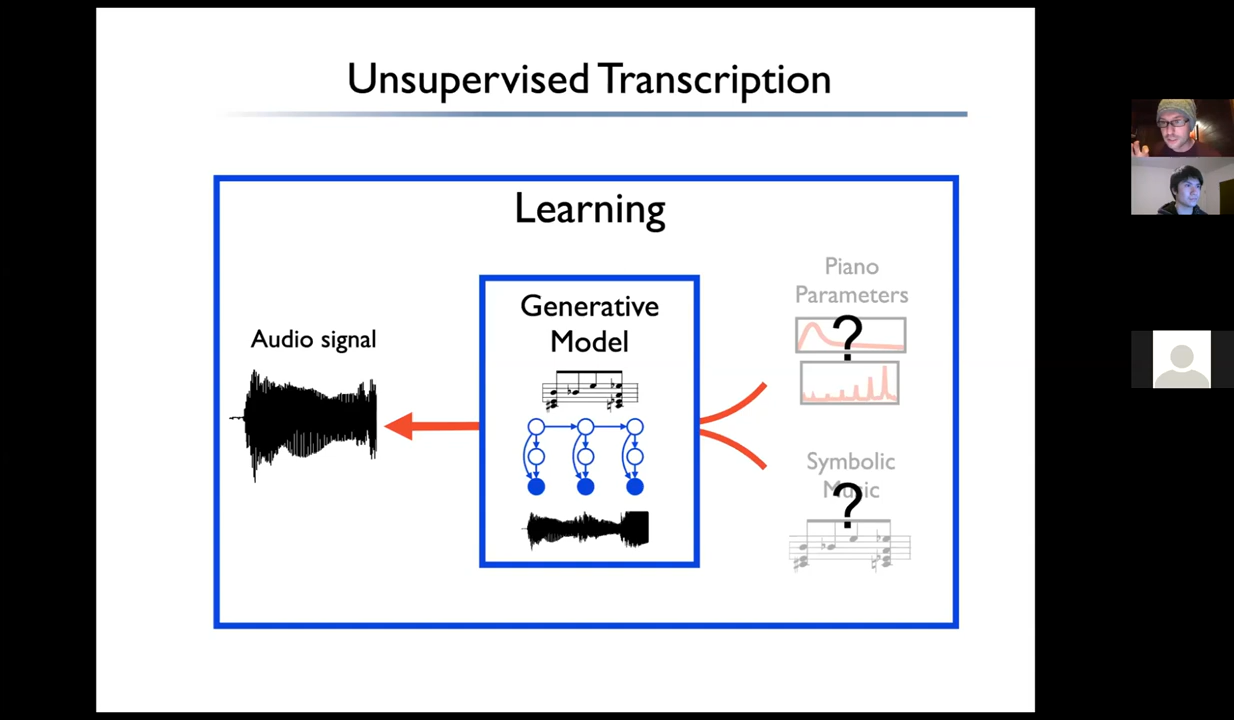 Unsupervised Transcription
Learning
Generative
Model
Audio signal
Piano
Parameters
?
Symbolic
Music
?